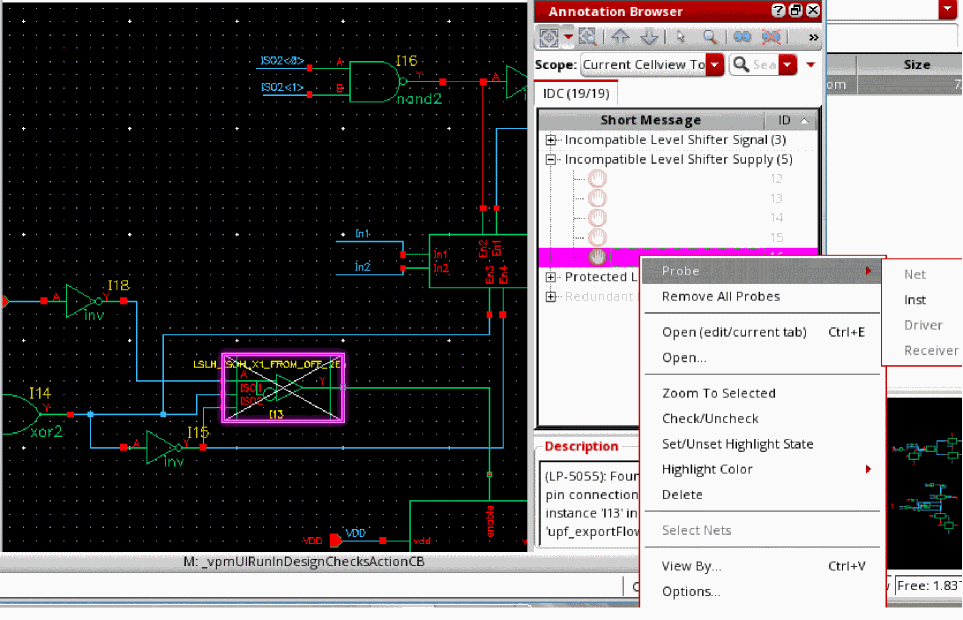 Annotation Browser
Scope: Current Cellview To
Sea
IDC (19/19)
Short Message ID
Incompatible Level Shifter Signal (3)
Incompatible Level Shifter Supply (5)
12
13
14
15
Protected L
Redundant
Size
om
Probe
Remove All Probes
Open (edit/current tab) Ctrl+E
Open...
Zoom To Selected
Check/Uncheck
Set/Unset Highlight State
Highlight Color
Delete
Select Nets
View By... Ctrl+V
Options...
Net
Inst
Driver
Receiver
Description
(LP-5055): Foun
pin connection
instance 'I13' in
'upf_exportFlow
ISO2<0>
ISO2<1>
A
B
Y
I16
nand2
A
In1
In2
In1
In2
En2
En1
En3
En4
I18
A
Y
inv
I14
Y
xor2
I15
A
Y
inv
A
Y
I13
enable
VDD
VDD
vdd
M: _vpmUIRunInDesignChecksActionCB
Free: 1.83